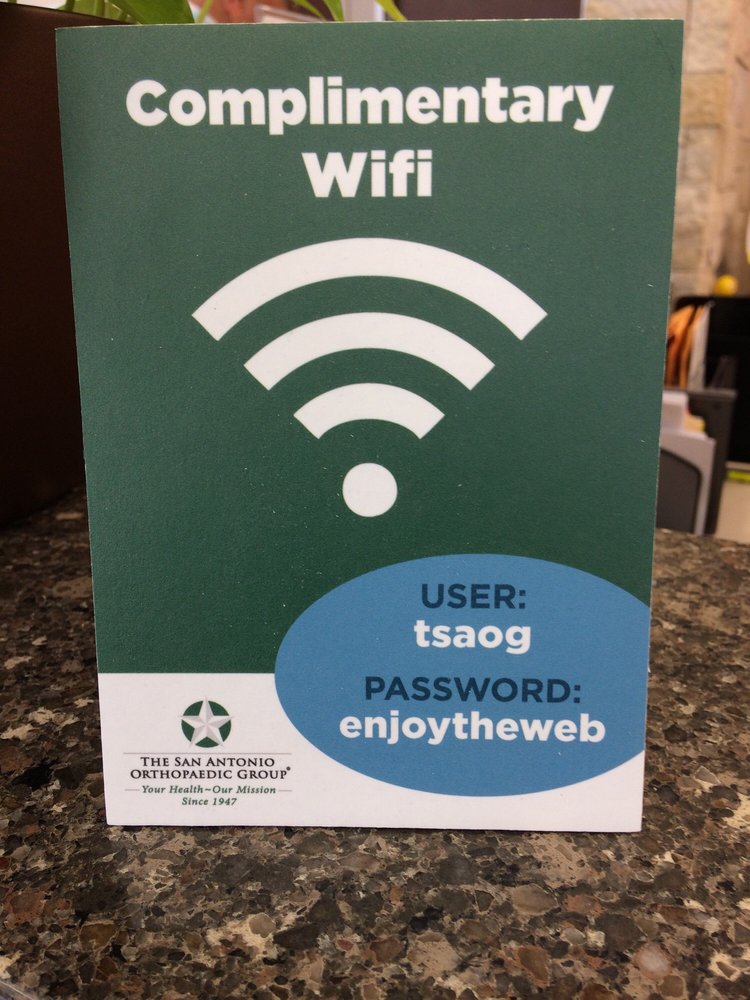 Complimentary
Wifi
USER:
tsaog
PASSWORD:
enjoytheweb
THE SAN ANTONIO
ORTHOPAEDIC GROUP®
Your Health~Our Mission
Since 1947